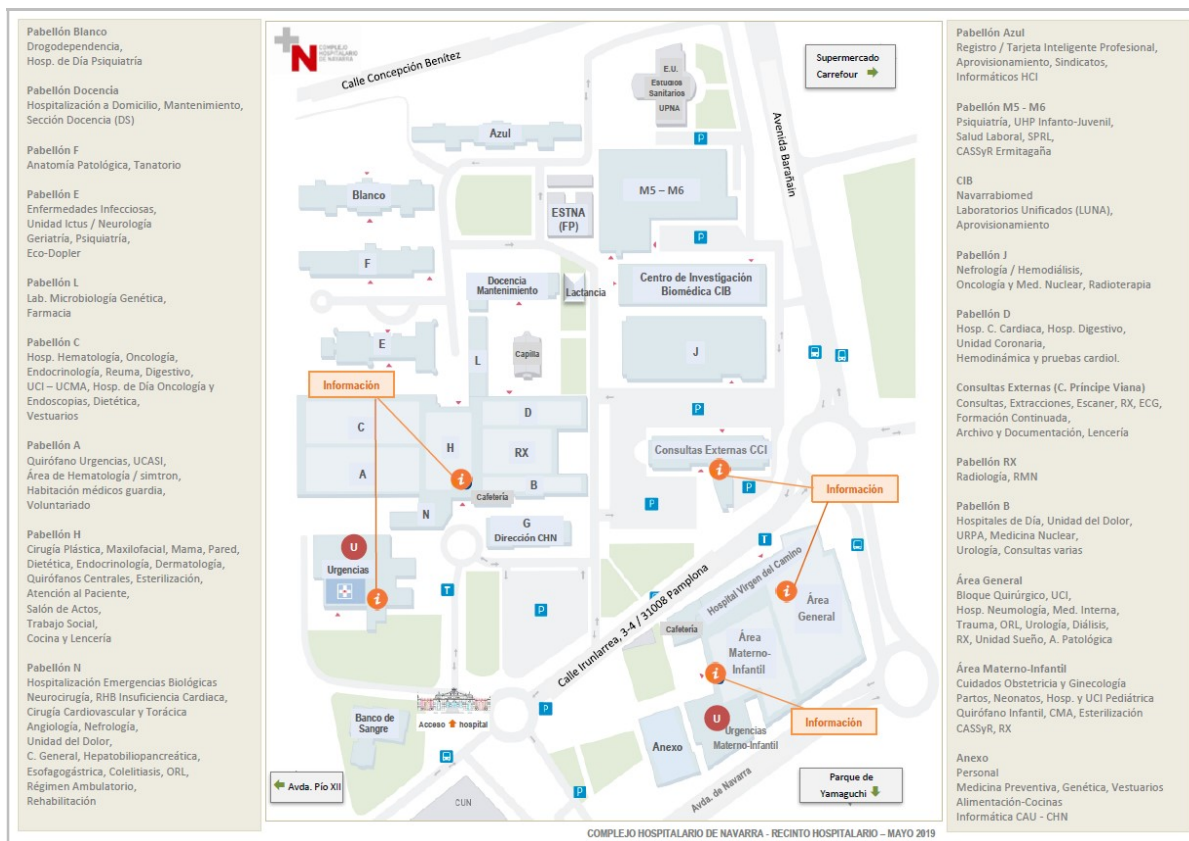 Pabellón Blanco
Drogodependencia,
Hosp. de Día Psiquiatría
Pabellón Docencia
Hospitalización a Domicilio, Mantenimiento,
Sección Docencia (DS)
Pabellón F
Anatomía Patológica, Tanatorio
Pabellón E
Enfermedades Infecciosas,
Unidad Ictus / Neurología
Geriatría, Psiquiatría,
Eco-Dopler
Pabellón L
Lab. Microbiología Genética,
Farmacia
Pabellón C
Hosp. Hematología, Oncología,
Endocrinología, Reuma, Digestivo,
UCI – UCMA, Hosp. de Día Oncología y
Endoscopias, Dietética,
Vestuarios
Pabellón A
Quirófano Urgencias, UCASI,
Área de Hematología / simtron,
Habitación médicos guardia,
Voluntariado
Pabellón H
Cirugía Plástica, Maxilofacial, Mama, Pared,
Dietética, Endocrinología, Dermatología,
Quirófanos Centrales, Esterilización,
Atención al Paciente,
Salón de Actos,
Trabajo Social,
Cocina y Lencería
Pabellón N
Hospitalización Emergencias Biológicas
Neurocirugía, RHB Insuficiencia Cardiaca,
Cirugía Cardiovascular y Torácica
Angiología, Nefrología,
Unidad del Dolor,
C. General, Hepatobiliopancreática,
Esofagogástrica, Colelitiasis, ORL,
Régimen Ambulatorio,
Rehabilitación
N
COMPLEJO
HOSPITALARIO
DE NAVARRA
Calle Concepción Benítez
E.U.
Estudios
Sanitarios
UPNA
Supermercado
Carrefour
Avenida Barañain
Azul
P
Blanco
M5 – M6
ESTNA
(FP)
P
F
Docencia
Mantenimiento
Lactancia
Centro de Investigación
Biomédica CIB
E
L
Capilla
J
Información
P
D
C
H
RX
Consultas Externas CCI
A
i
B
i
Información
Cafetería
P
P
N
G
Dirección CHN
U
Urgencias
T
T
i
i
P
P
Hospital Virgen del Camino
Área
General
Calle Irunlarrea, 3-4 / 31008 Pamplona
Cafetería
Área
Materno-
Infantil
i
Acceso hospital
Banco de
Sangre
P
U
Urgencias
Materno-Infantil
Información
Anexo
Avda. Pío XII
P
CUN
Avda. de Navarra
Parque de
Yamaguchi
COMPLEJO HOSPITALARIO DE NAVARRA - RECINTO HOSPITALARIO – MAYO 2019
Pabellón Azul
Registro / Tarjeta Inteligente Profesional,
Aprovisionamiento, Sindicatos,
Informáticos HCI
Pabellón M5 - M6
Psiquiatría, UHP Infanto-Juvenil,
Salud Laboral, SPRL,
CASSyR Ermitagaña
CIB
Navarrabiomed
Laboratorios Unificados (LUNA),
Aprovisionamiento
Pabellón J
Nefrología / Hemodiálisis,
Oncología y Med. Nuclear, Radioterapia
Pabellón D
Hosp. C. Cardiaca, Hosp. Digestivo,
Unidad Coronaria,
Hemodinámica y pruebas cardiol.
Consultas Externas (C. Príncipe Viana)
Consultas, Extracciones, Escaner, RX, ECG,
Formación Continuada,
Archivo y Documentación, Lencería
Pabellón RX
Radiología, RMN
Pabellón B
Hospitales de Día, Unidad del Dolor,
URPA, Medicina Nuclear,
Urología, Consultas varias
Área General
Bloque Quirúrgico, UCI,
Hosp. Neumología, Med. Interna,
Trauma, ORL, Urología, Diálisis,
RX, Unidad Sueño, A. Patológica
Área Materno-Infantil
Cuidados Obstetricia y Ginecología
Partos, Neonatos, Hosp. y UCI Pediátrica
Quirófano Infantil, CMA, Esterilización
CASSyR, RX
Anexo
Personal
Medicina Preventiva, Genética, Vestuarios
Alimentación-Cocinas
Informática CAU - CHN